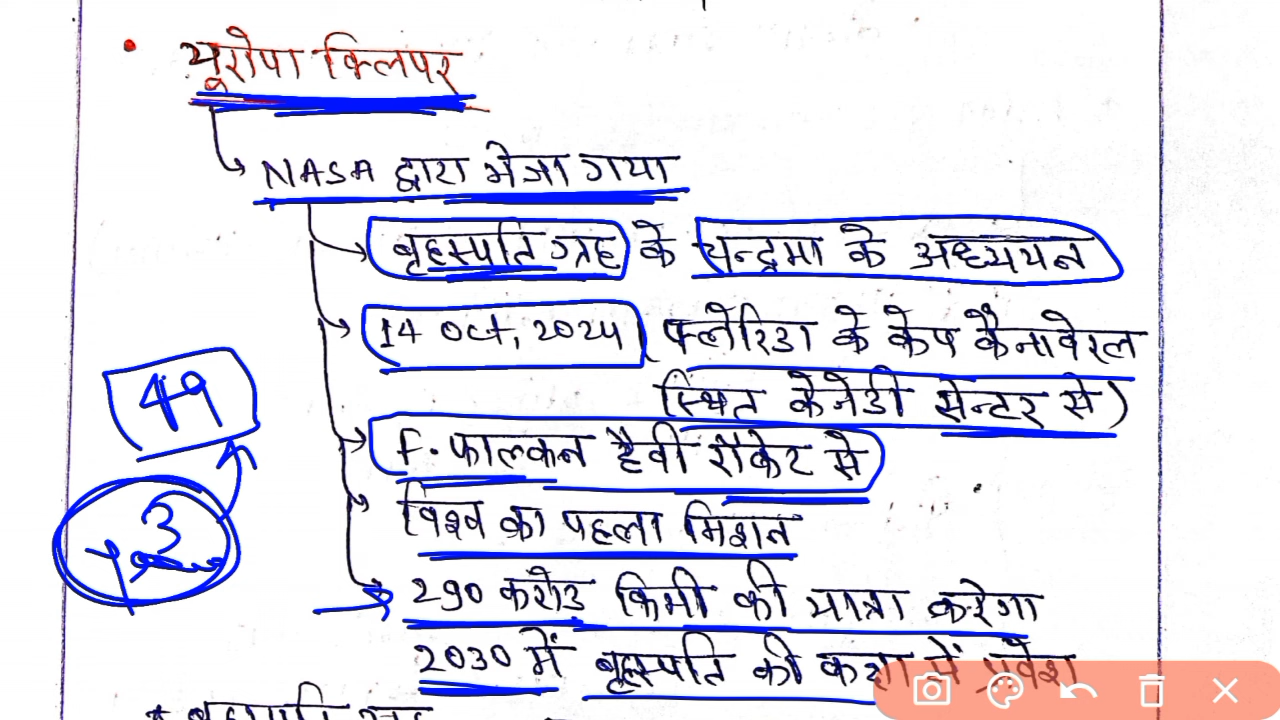 • यूरोपा क्लिपर
NASA द्वारा भेजा गया
बृहस्पति ग्रह के चन्द्रमा के अध्ययन
14 Oct, 2024 (फ्लोरिडा के केप कैनावेरल
स्थित केनेडी सेन्टर से)
49
F. फाल्कन हैवी रॉकेट से
3
विश्व का पहला मिशन
290 करोड़ किमी की यात्रा करेगा
2030 में बृहस्पति की कक्षा में प्रवेश